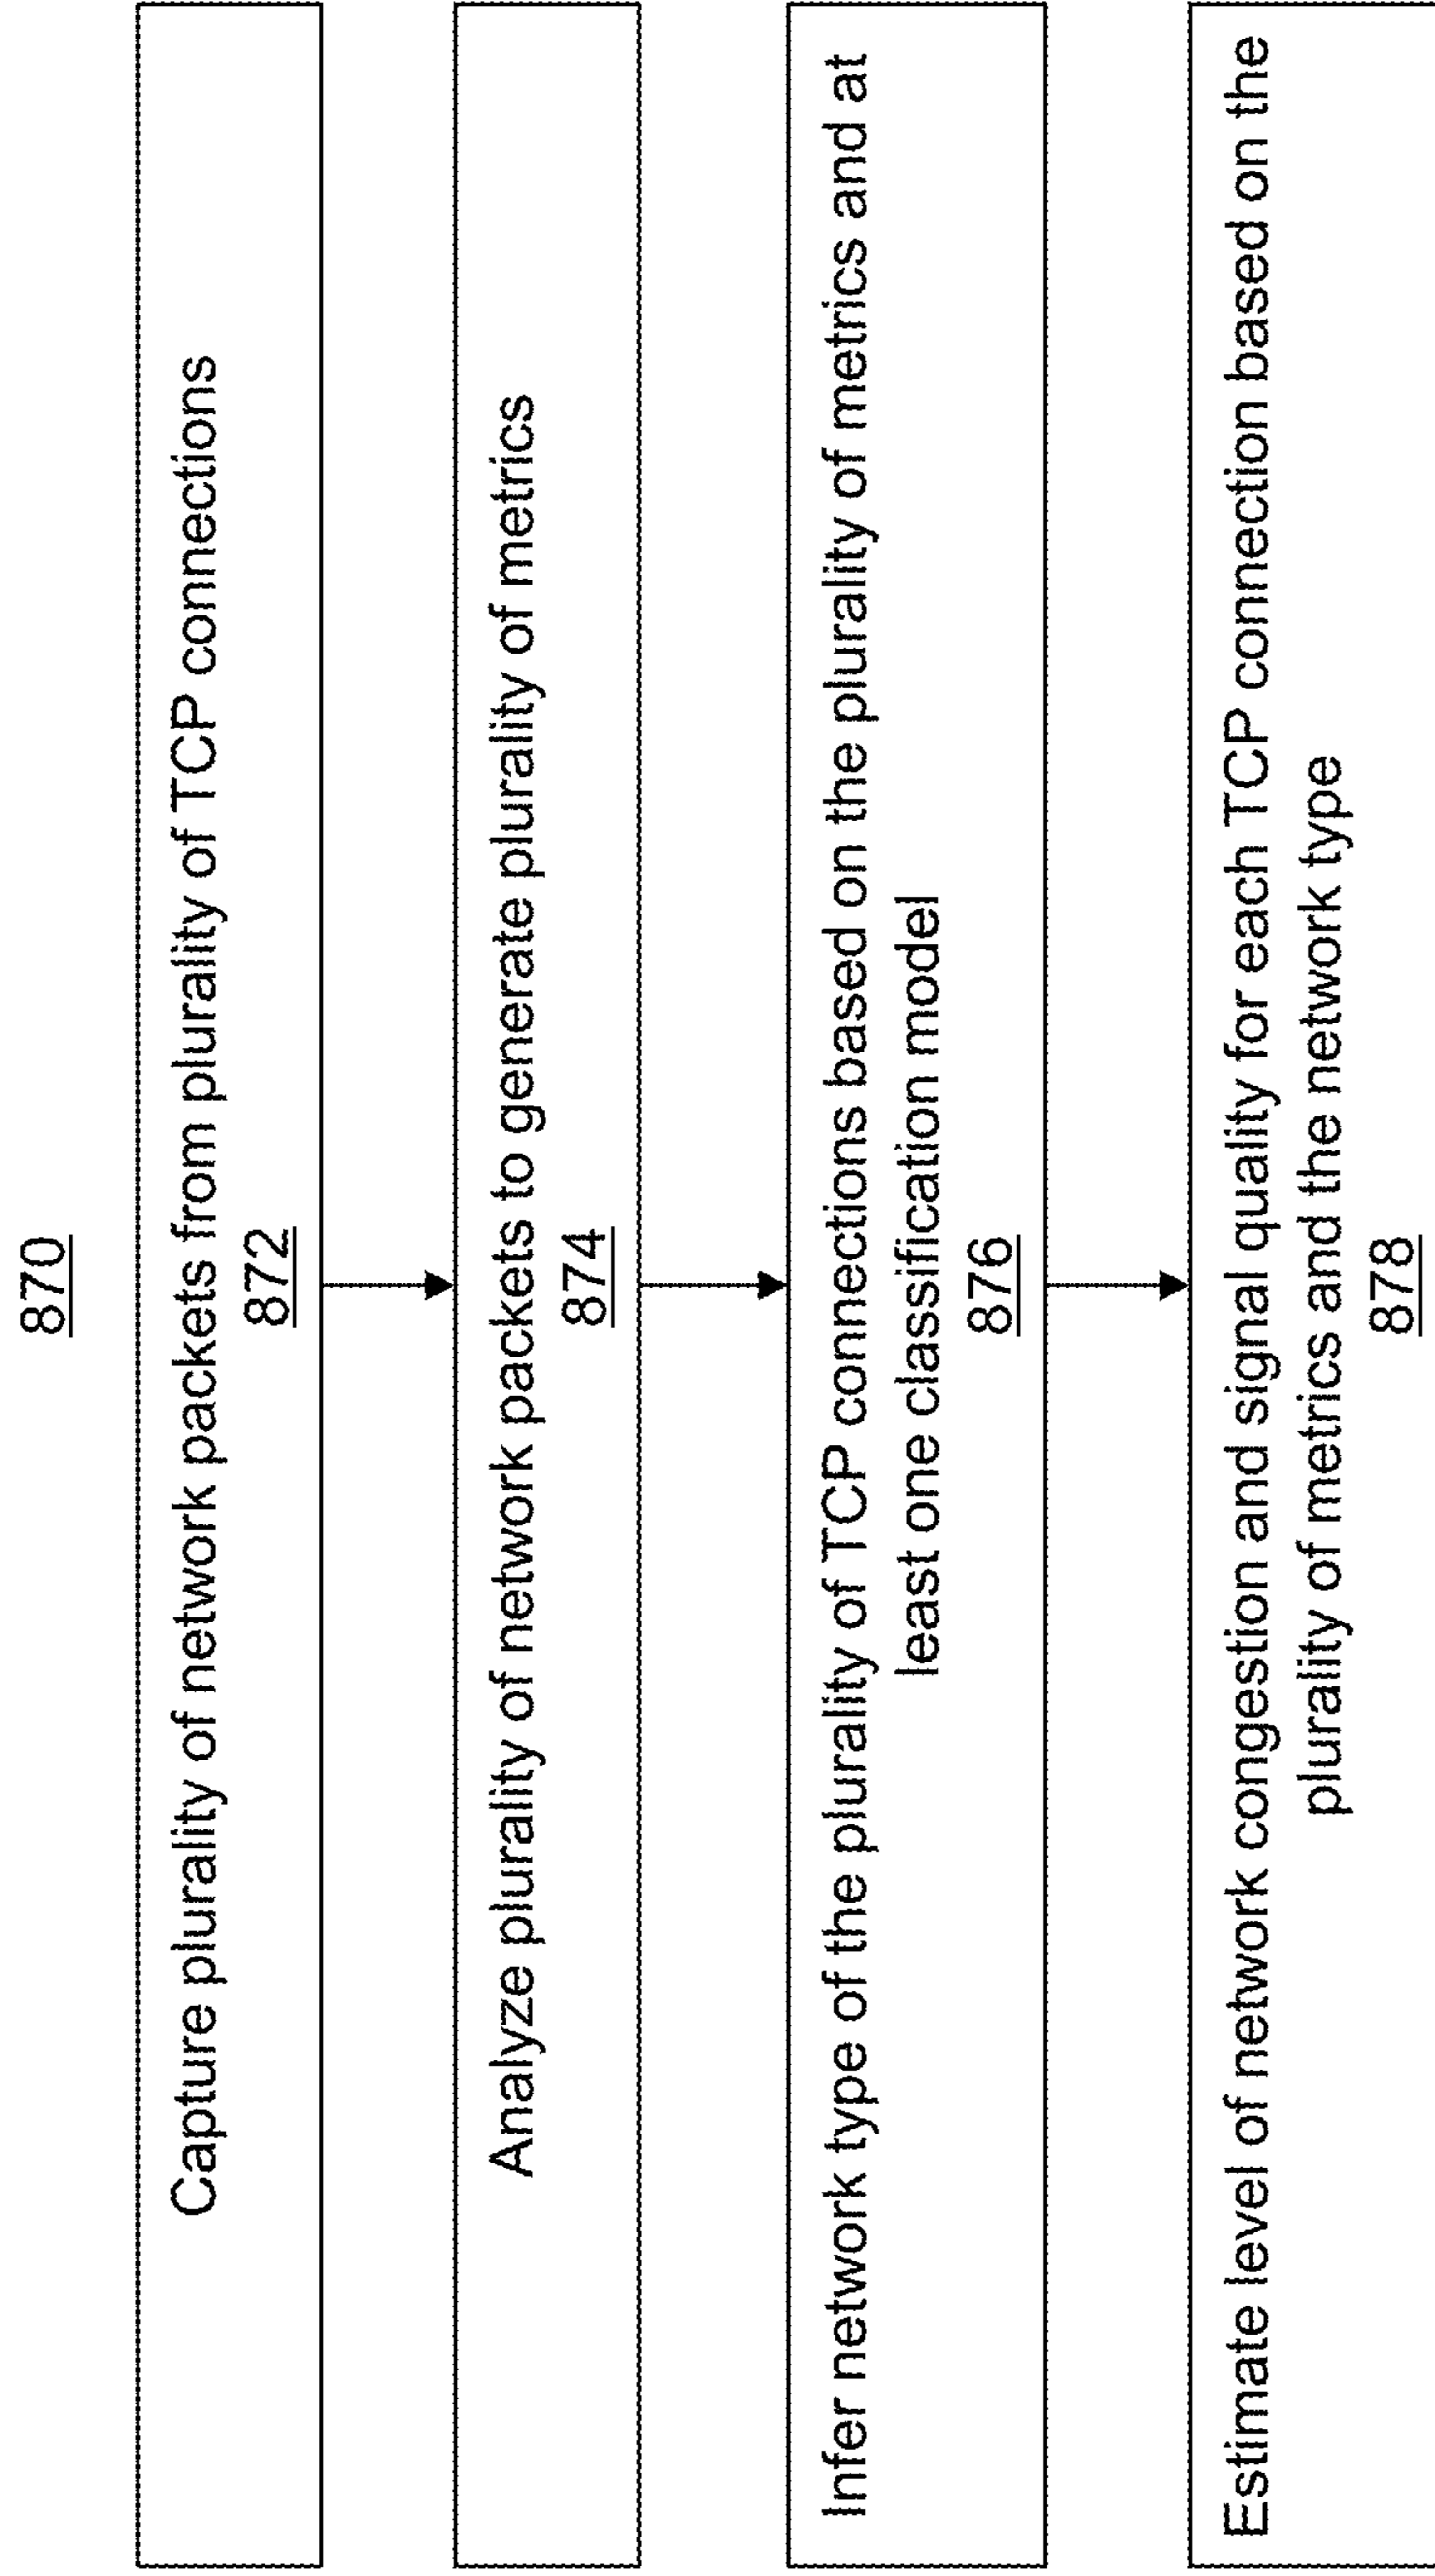 870
Capture plurality of network packets from plurality of TCP connections
872
Analyze plurality of network packets to generate plurality of metrics
874
Infer network type of the plurality of TCP connections based on the plurality of metrics and at
least one classification model
876
Estimate level of network congestion and signal quality for each TCP connection based on the
plurality of metrics and the network type
878